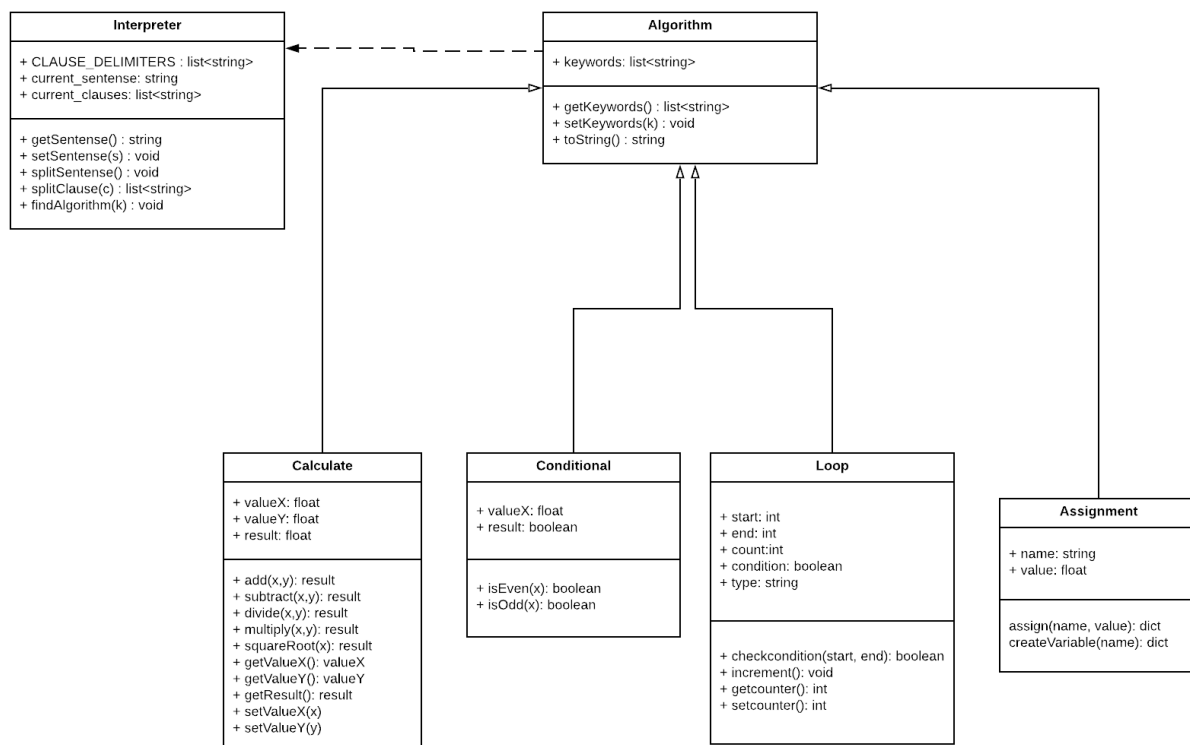 Interpreter
+ CLAUSE_DELIMITERS : list<string>
+ current_sentence: string
+ current_clauses: list<string>
+ getSentense() : string
+ setSentense(s) : void
+ splitSentense() : void
+ splitClause(c) : list<string>
+ findAlgorithm(k) : void
Algorithm
+ keywords: list<string>
+ getKeywords() : list<string>
+ setKeywords(k) : void
+ toString() : string
Calculate
+ valueX: float
+ valueY: float
+ result: float
+ add(x,y): result
+ subtract(x,y): result
+ divide(x,y): result
+ multiply(x,y): result
+ squareRoot(x): result
+ getValueX(): valueX
+ getValueY(): valueY
+ getResult(): result
+ setValueX(x)
+ setValueY(y)
Conditional
+ valueX: float
+ result: boolean
+ isEven(x): boolean
+ isOdd(x): boolean
Loop
+ start: int
+ end: int
+ count:int
+ condition: boolean
+ type: string
+ checkcondition(start, end): boolean
+ increment(): void
+ getcounter(): int
+ setcounter(): int
Assignment
+ name: string
+ value: float
assign(name, value): dict
createVariable(name): dict